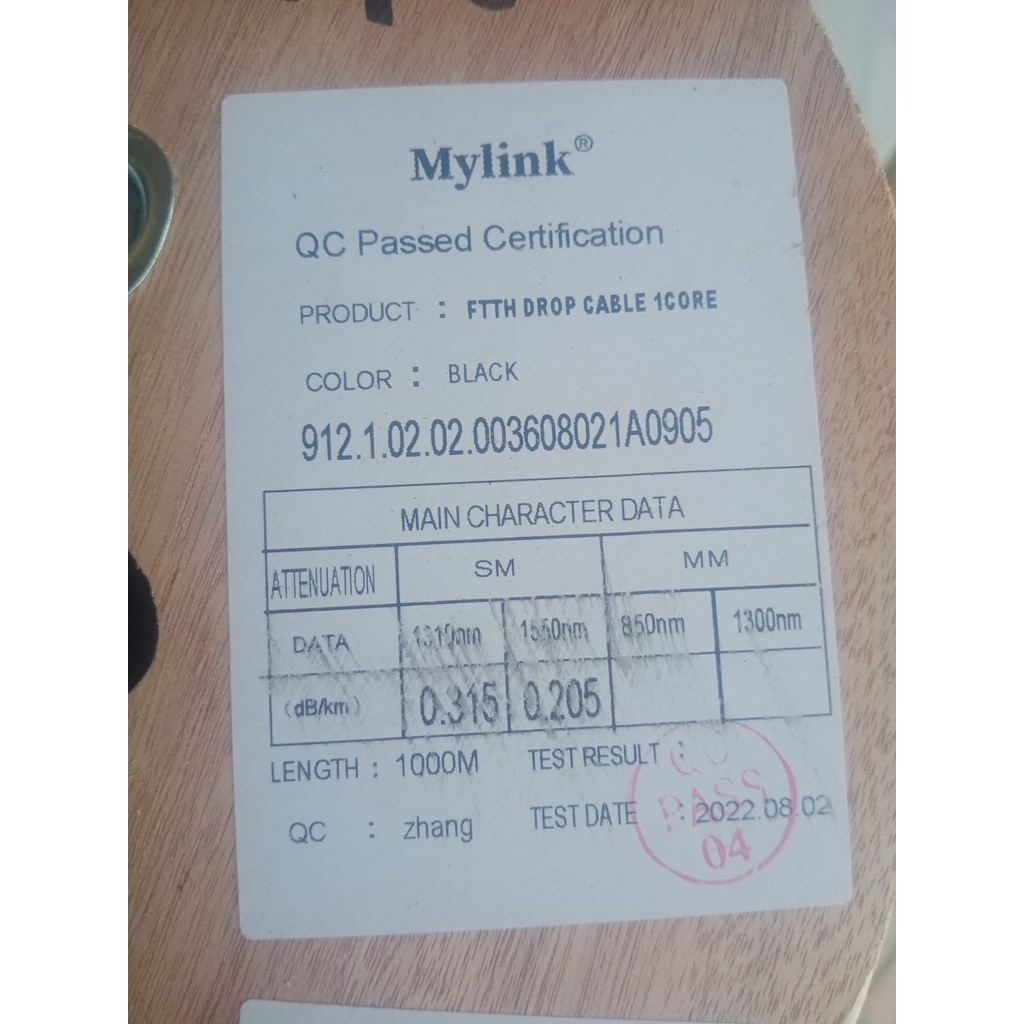 Mylink®
QC Passed Certification
PRODUCT : FTTH DROP CABLE 1CORE
COLOR : BLACK
912.1.02.02.003608021A0905
MAIN CHARACTER DATA
ATTENUATION SM MM
DATA 1310nm 1550nm 850nm 1300nm
(dB/km) 0.315 0.205
LENGTH : 1000M TEST RESULT :
QC PASS 04
QC : zhang TEST DATE : 2022.08.02